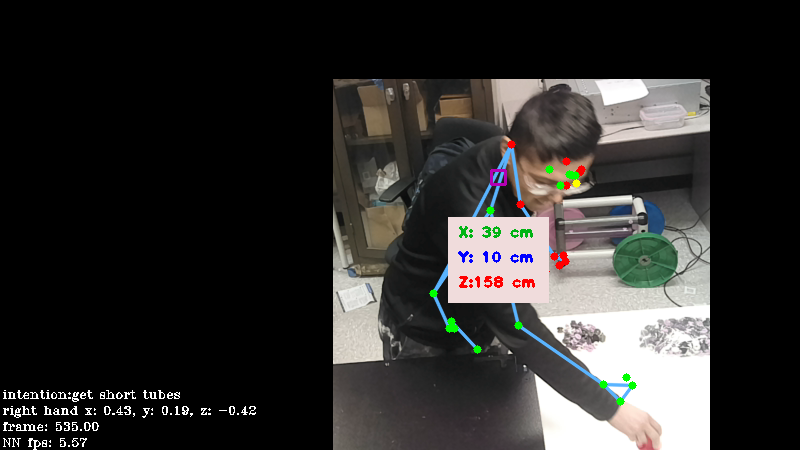 X: 39 cm
Y: 10 cm
Z:158 cm
intention:get short tubes
right hand x: 0.43, y: 0.19, z: -0.42
frame: 535.00
NN fps: 5.57